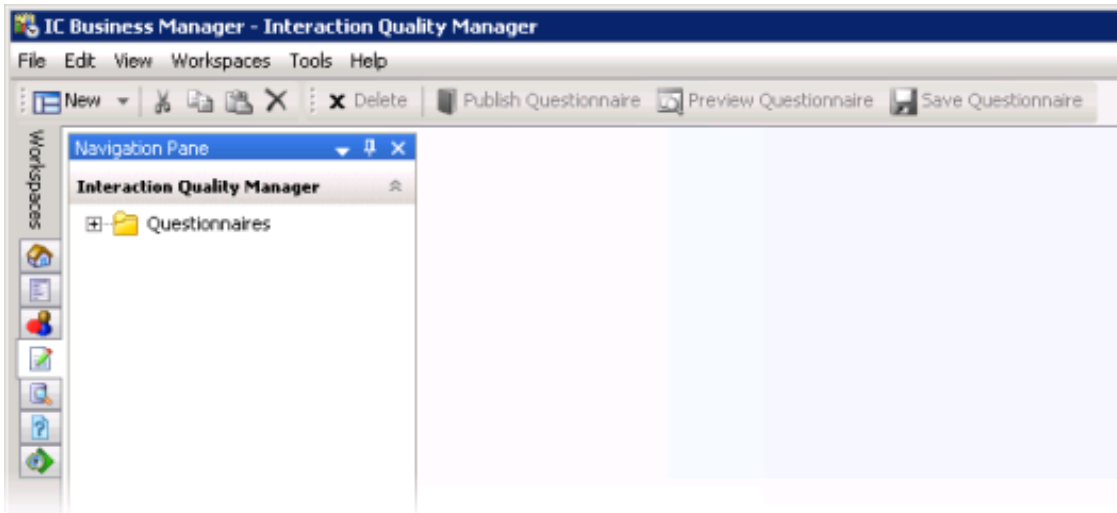 IC Business Manager - Interaction Quality Manager
File Edit View Workspaces Tools Help
New Delete Publish Questionnaire Preview Questionnaire Save Questionnaire
Workspaces
Navigation Pane
Interaction Quality Manager
Questionnaires